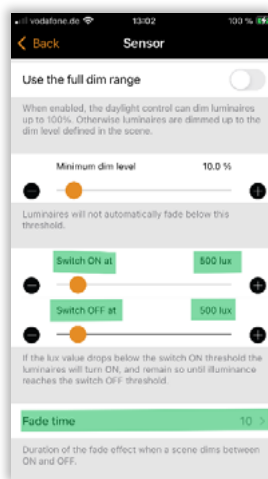 vodafone.de 13:02 100 %
Back Sensor
Use the full dim range
When enabled, the daylight control can dim luminaires
up to 100%. Otherwise luminaires are dimmed up to the
dim level defined in the scene.
Minimum dim level 10.0 %
Luminaires will not automatically fade below this
threshold.
Switch ON at 500 lux
Switch OFF at 500 lux
If the lux value drops below the switch ON threshold the
luminaires will turn ON, and remain so until illuminance
reaches the switch OFF threshold.
Fade time 10 >
Duration of the fade effect when a scene dims between
ON and OFF.